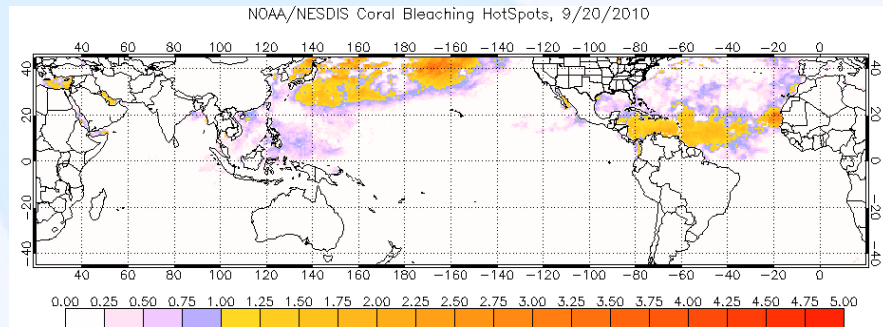 NOAA/NESDIS Coral Bleaching HotSpots, 9/20/2010
40 60 80 100 120 140 160 180 -160 -140 -120 -100 -80 -60 -40 -20 0
40 40
20 20
0 0
-20 -20
-40 -40
40 60 80 100 120 140 160 180 -160 -140 -120 -100 -80 -60 -40 -20 0
0.00 0.25 0.50 0.75 1.00 1.25 1.50 1.75 2.00 2.25 2.50 2.75 3.00 3.25 3.50 3.75 4.00 4.25 4.50 4.75 5.00